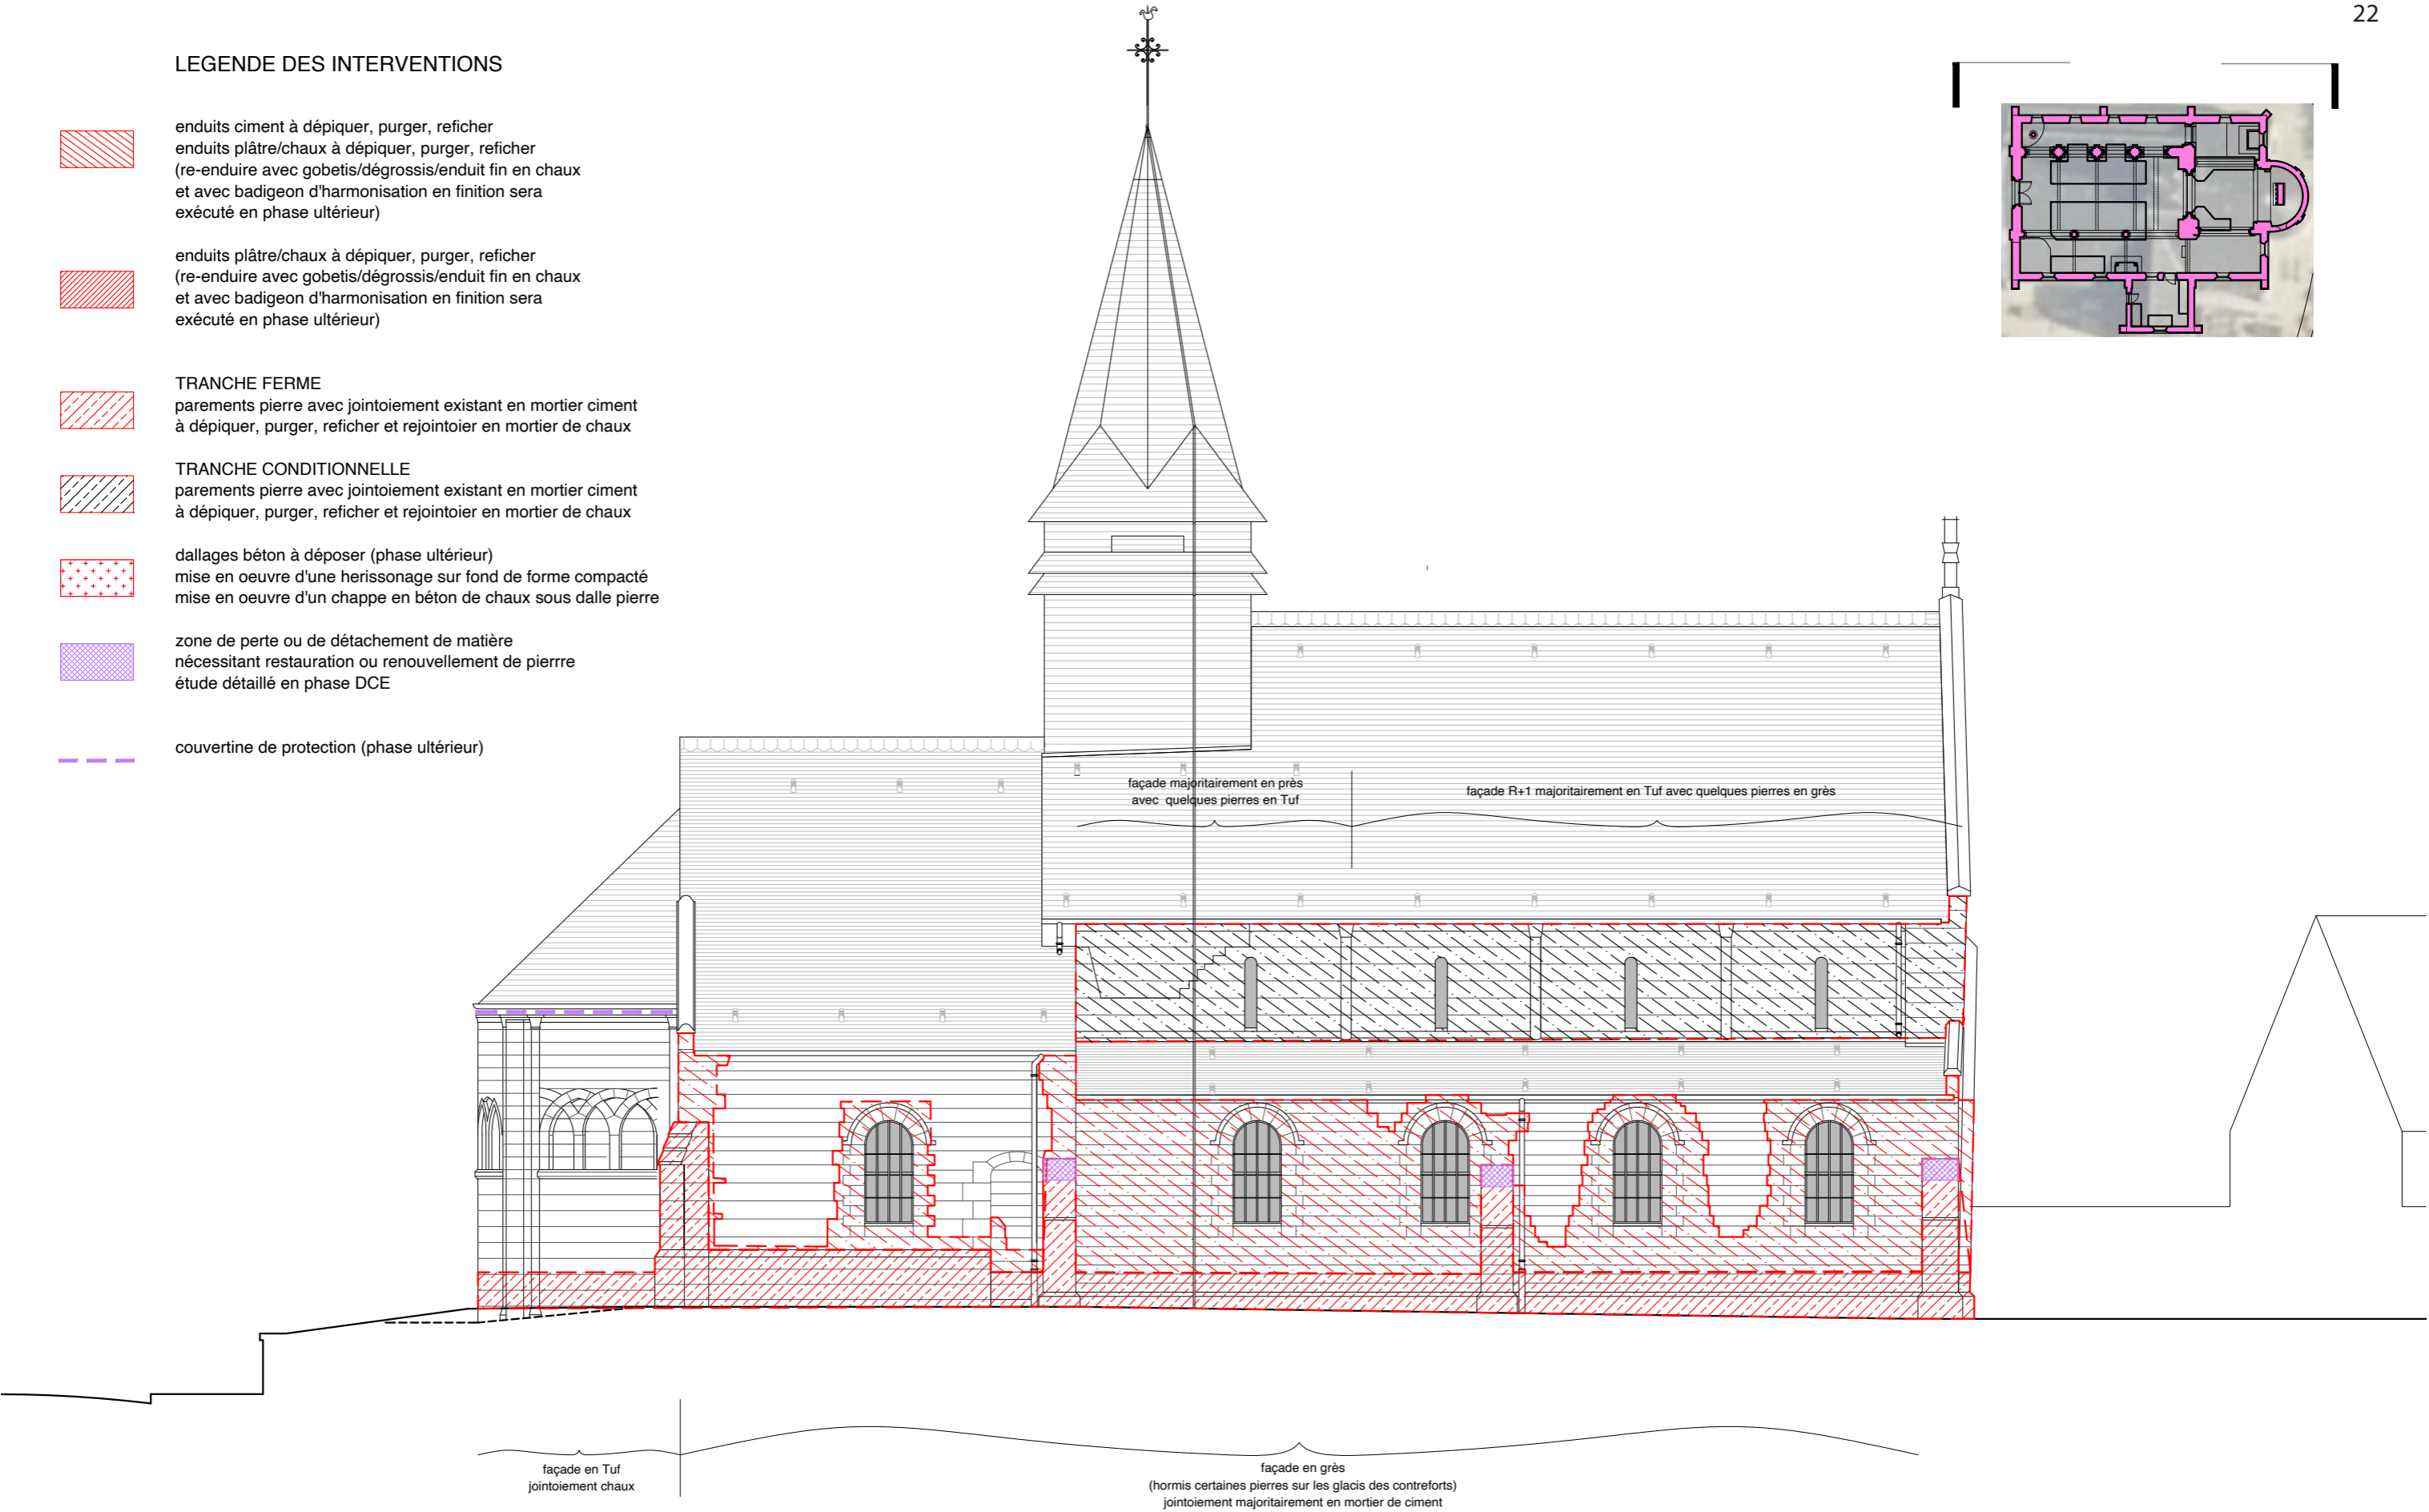 22
LEGENDE DES INTERVENTIONS
enduits ciment à dépiquer, purger, reficher
enduits plâtre/chaux à dépiquer, purger, reficher
(re-enduire avec gobetis/dégrossis/enduit fin en chaux
et avec badigeon d'harmonisation en finition sera
exécuté en phase ultérieur)
enduits plâtre/chaux à dépiquer, purger, reficher
(re-enduire avec gobetis/dégrossis/enduit fin en chaux
et avec badigeon d'harmonisation en finition sera
exécuté en phase ultérieur)
TRANCHE FERME
parements pierre avec jointoiement existant en mortier ciment
à dépiquer, purger, reficher et rejointoier en mortier de chaux
TRANCHE CONDITIONNELLE
parements pierre avec jointoiement existant en mortier ciment
à dépiquer, purger, reficher et rejointoier en mortier de chaux
dallages béton à déposer (phase ultérieur)
mise en oeuvre d'une herissonage sur fond de forme compacté
mise en oeuvre d'un chappe en béton de chaux sous dalle pierre
zone de perte ou de détachement de matière
nécessitant restauration ou renouvellement de pierrre
étude détaillé en phase DCE
couvertine de protection (phase ultérieur)
façade majoritairement en près
avec quelques pierres en Tuf
façade R+1 majoritairement en Tuf avec quelques pierres en grès
façade en Tuf
jointoiement chaux
façade en grès
(hormis certaines pierres sur les glacis des contreforts)
jointoiement majoritairement en mortier de ciment